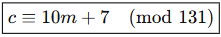 c ≡ 10m + 7 (mod 131)